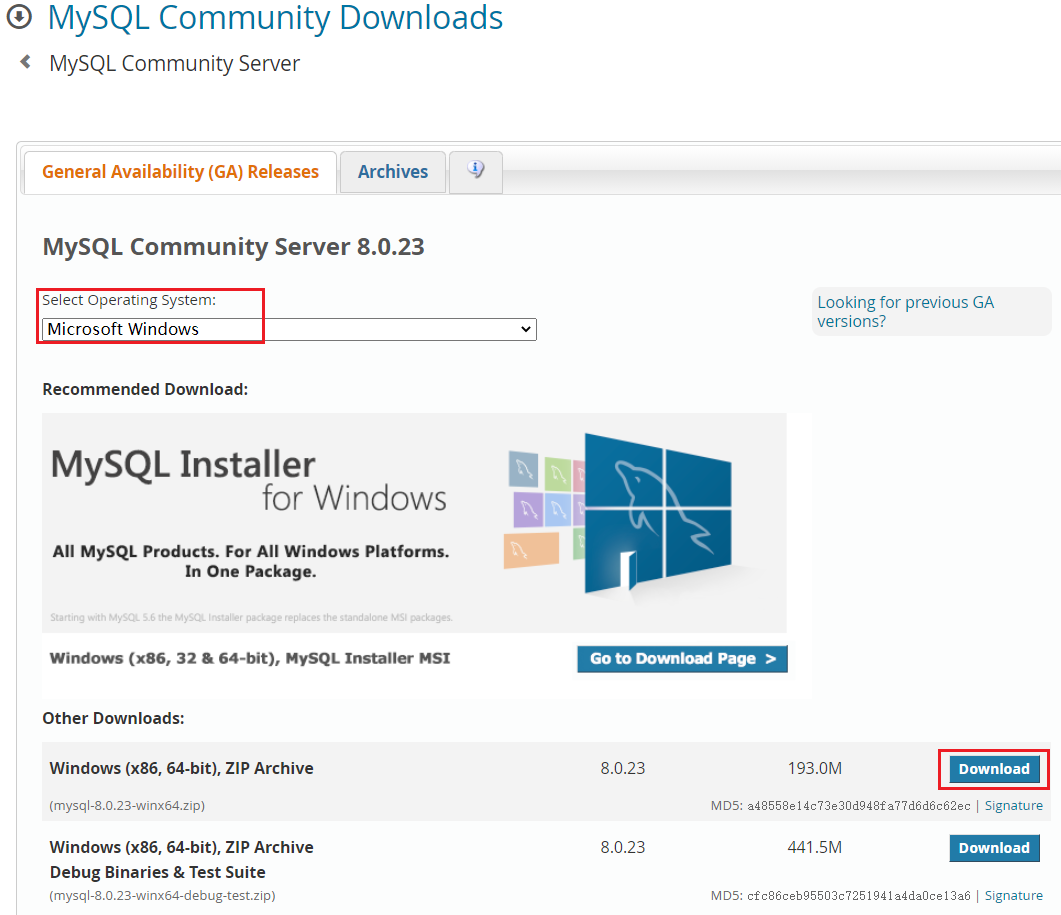 MySQL Community Downloads
MySQL Community Server
General Availability (GA) Releases
Archives
MySQL Community Server 8.0.23
Select Operating System:
Microsoft Windows
Looking for previous GA
versions?
Recommended Download:
MySQL Installer
for Windows
All MySQL Products. For All Windows Platforms.
In One Package.
Starting with MySQL 5.6 the MySQL Installer package replaces the standalone MSI packages.
Windows (x86, 32 & 64-bit), MySQL Installer MSI
Go to Download Page >
Other Downloads:
Windows (x86, 64-bit), ZIP Archive 8.0.23 193.0M Download
(mysql-8.0.23-winx64.zip) MD5: a48558e14c73e30d948fa77d6d6c62ec | Signature
Windows (x86, 64-bit), ZIP Archive 8.0.23 441.5M Download
Debug Binaries & Test Suite
(mysql-8.0.23-winx64-debug-test.zip) MD5: cfc86ceb95503c7251941a4da0ce13a6 | Signature